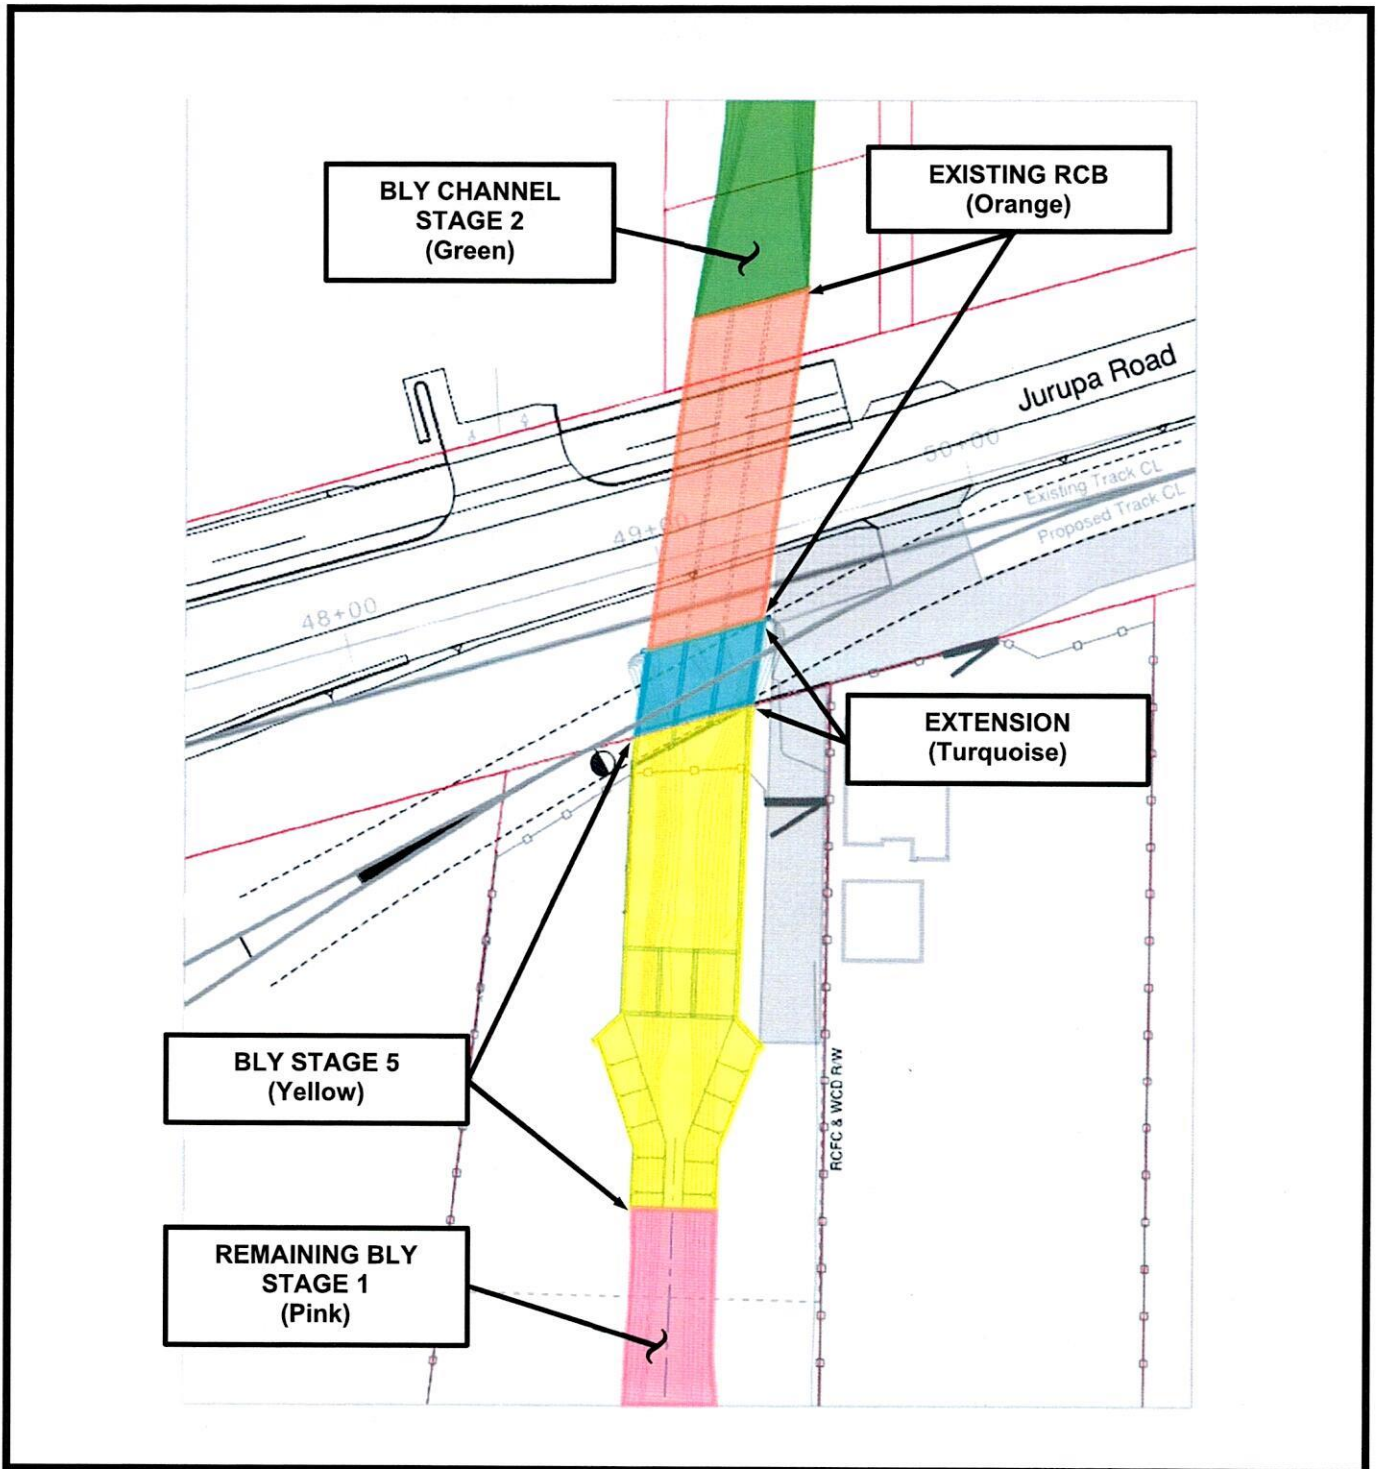 BLY CHANNEL
STAGE 2
(Green)
EXISTING RCB
(Orange)
Jurupa Road
50+00
Existing Track CL
Proposed Track CL
49+00
48+00
EXTENSION
(Turquoise)
BLY STAGE 5
(Yellow)
RCFC & WCD R/W
REMAINING BLY
STAGE 1
(Pink)